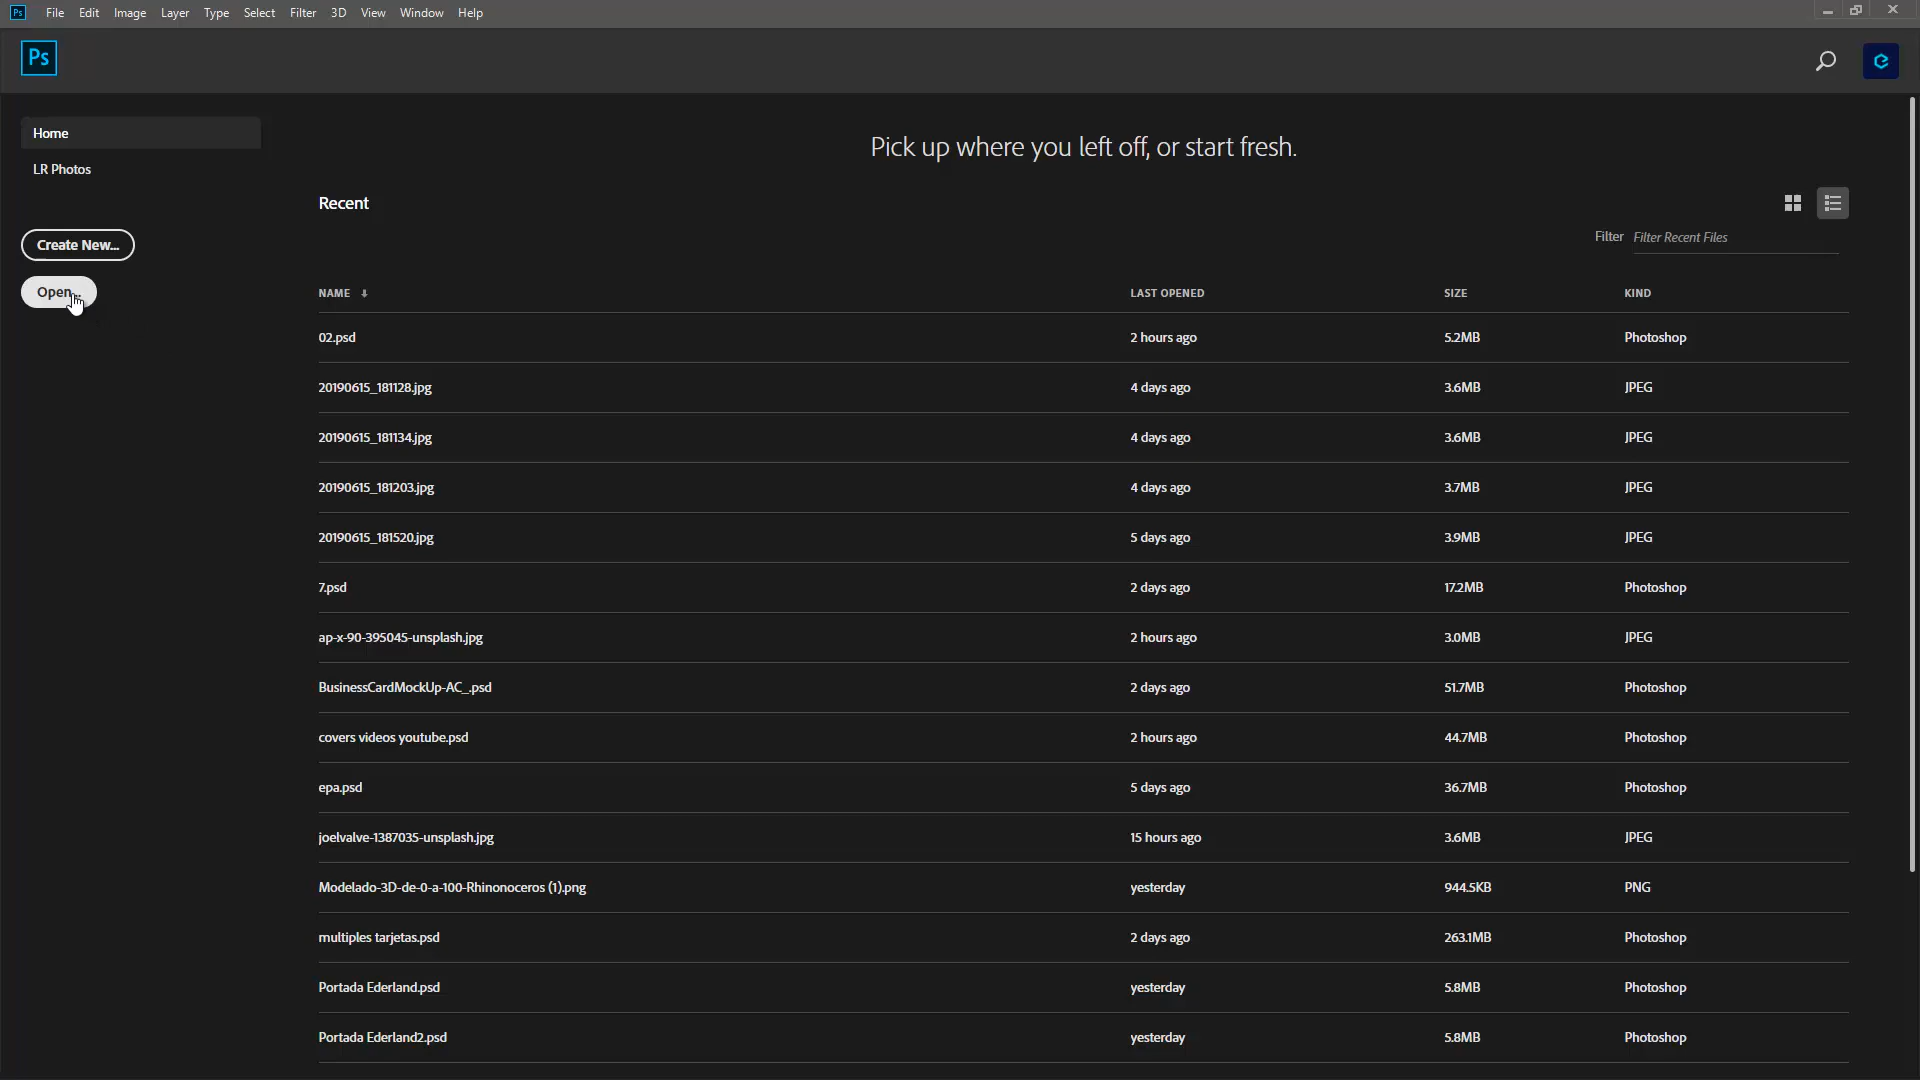 Ps File Edit Image Layer Type Select Filter 3D View Window Help
Ps
Home
LR Photos
Create New...
Open...
Pick up where you left off, or start fresh.
Recent
Filter Filter Recent Files
NAME LAST OPENED SIZE KIND
02.psd 2 hours ago 5.2MB Photoshop
20190615_181128.jpg 4 days ago 3.6MB JPEG
20190615_181134.jpg 4 days ago 3.6MB JPEG
20190615_181203.jpg 4 days ago 3.7MB JPEG
20190615_181520.jpg 5 days ago 3.9MB JPEG
7.psd 2 days ago 17.2MB Photoshop
ap-x-90-395045-unsplash.jpg 2 hours ago 3.0MB JPEG
BusinessCardMockUp-AC_.psd 2 days ago 51.7MB Photoshop
covers videos youtube.psd 2 hours ago 44.7MB Photoshop
epa.psd 5 days ago 36.7MB Photoshop
joelvalve-1387035-unsplash.jpg 15 hours ago 3.6MB JPEG
Modelado-3D-de-0-a-100-Rhinonoceros (1).png yesterday 944.5KB PNG
multiples tarjetas.psd 2 days ago 263.1MB Photoshop
Portada Ederland.psd yesterday 5.8MB Photoshop
Portada Ederland2.psd yesterday 5.8MB Photoshop